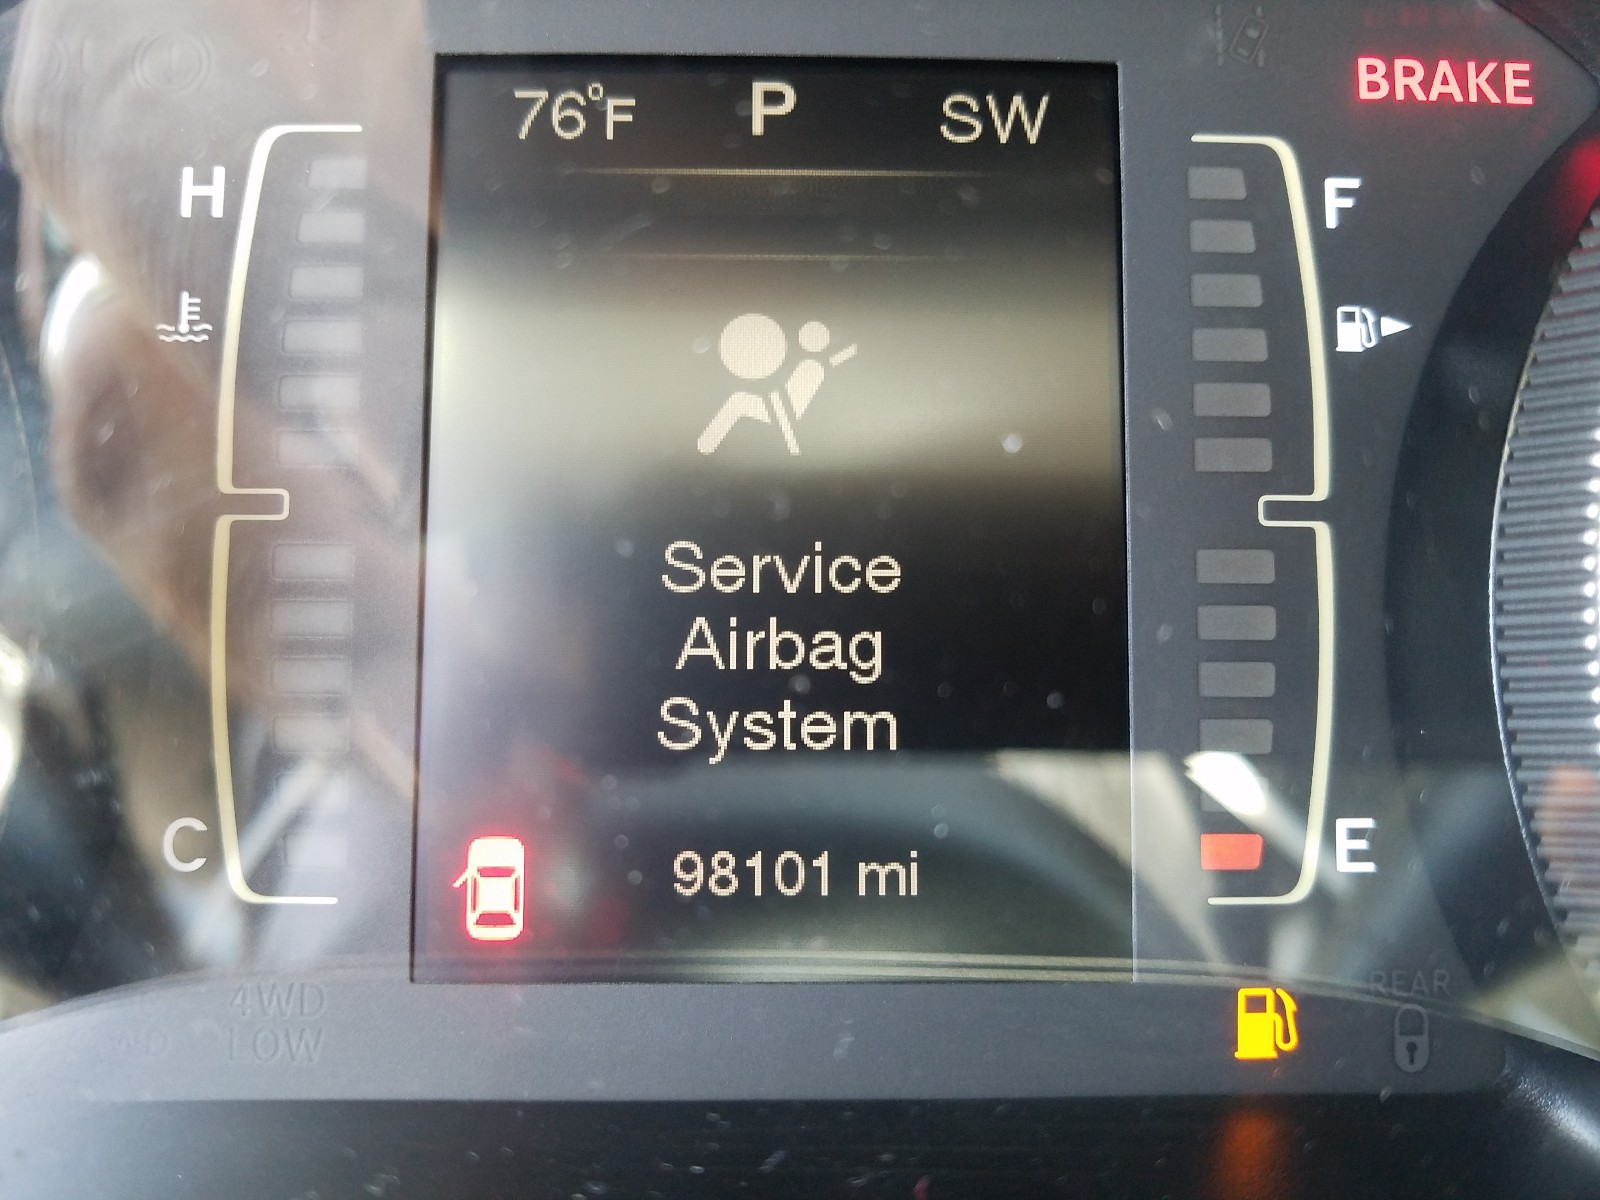 76°F P SW
BRAKE
H
F
Service
Airbag
System
C
E
98101 mi
4WD
LOW
REAR